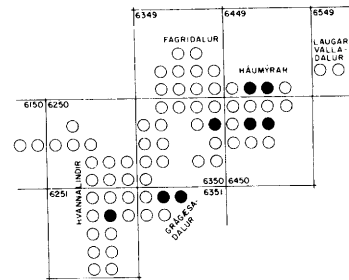 6349
6449
6549
FAGRIDALUR
HÁUMÝRAR
LAUGAR
VALLA-
DALUR
6150
6250
HVANNALINDIR
6251
6350
6450
6351
GRÁGÆSA-
DALUR